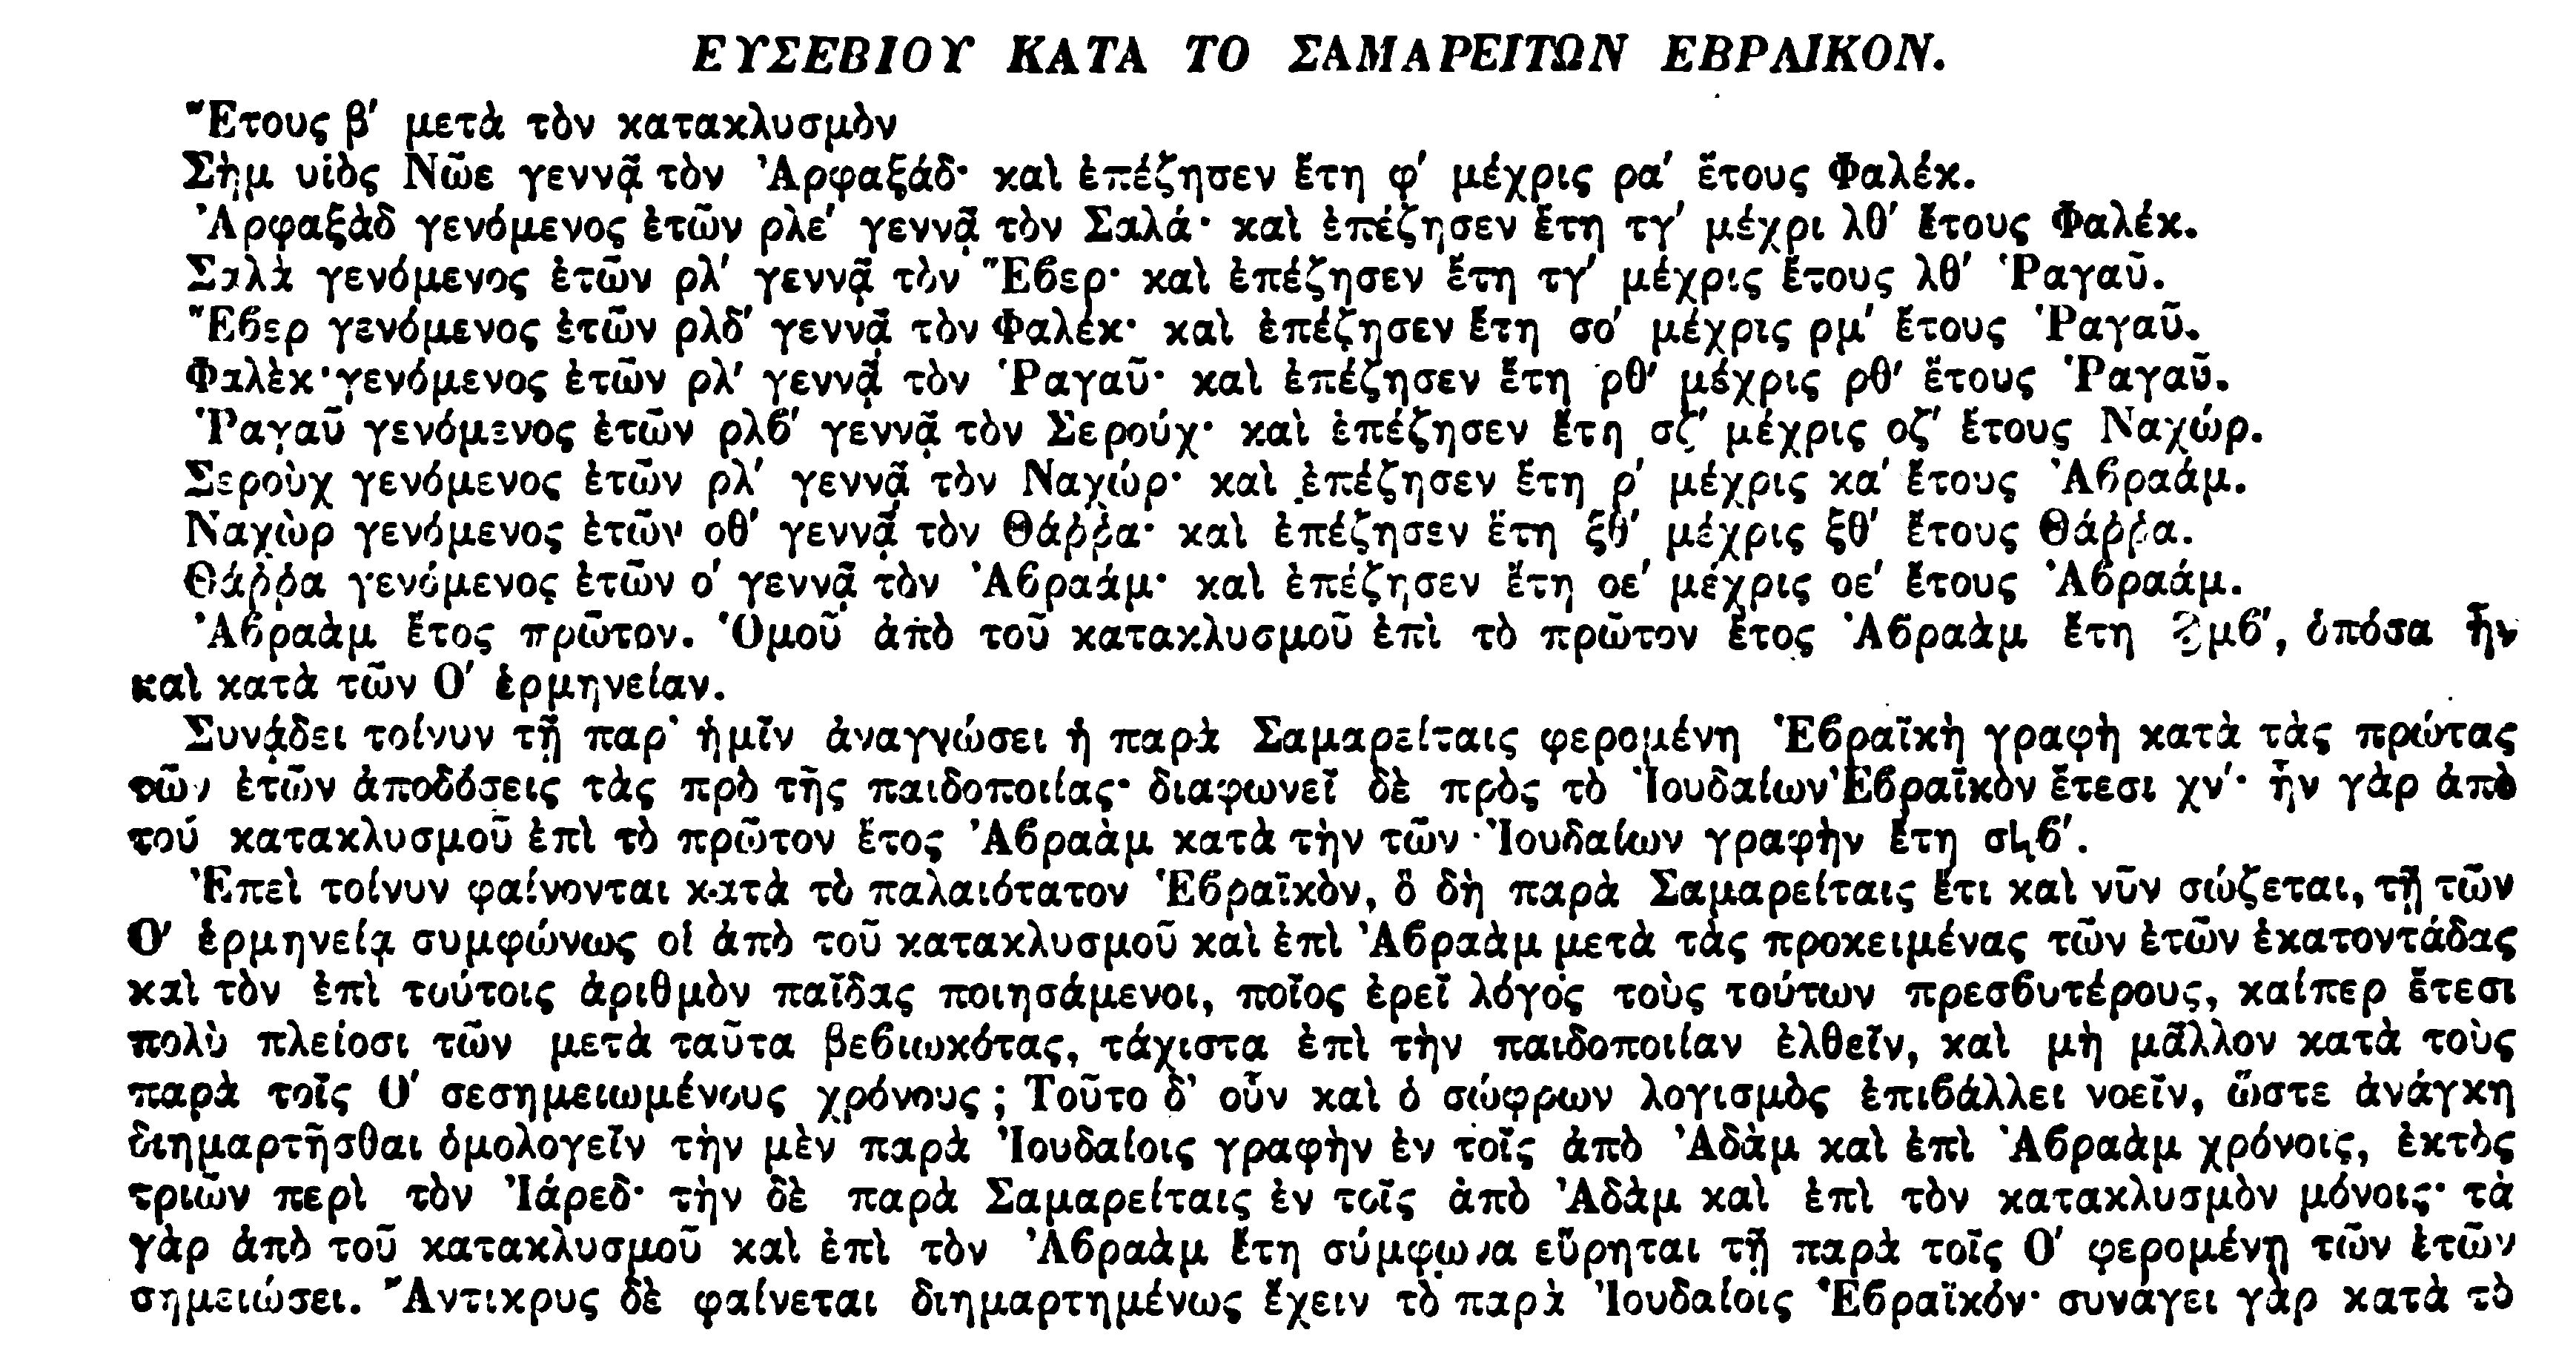 ΕΥΣΕΒΙΟΥ ΚΑΤΑ ΤΟ ΣΑΜΑΡΕΙΤΩΝ ΕΒΡΑΙΚΟΝ.
Ἔτους β′ μετὰ τὸν κατακλυσμὸν
Σὴμ υἱὸς Νῶε γεννᾷ τὸν Ἀρφαξάδ· καὶ ἐπέζησεν ἔτη φ′ μέχρις ρα′ ἔτους Φαλέκ.
Ἀρφαξὰδ γενόμενος ἐτῶν ρλε′ γεννᾷ τὸν Σαλά· καὶ ἐπέζησεν ἔτη τγ′ μέχρι λθ′ ἔτους Φαλέκ.
Σαλὰ γενόμενος ἐτῶν ρλ′ γεννᾷ τὸν Ἔϐερ· καὶ ἐπέζησεν ἔτη τγ′ μέχρις ἔτους λθ′ Ῥαγαῦ.
Ἔϐερ γενόμενος ἐτῶν ρλδ′ γεννᾷ τὸν Φαλέκ· καὶ ἐπέζησεν ἔτη σο′ μέχρις ρμ′ ἔτους Ῥαγαῦ.
Φαλὲκ γενόμενος ἐτῶν ρλ′ γεννᾷ τὸν Ῥαγαῦ· καὶ ἐπέζησεν ἔτη ρθ′ μέχρις ρθ′ ἔτους Ῥαγαῦ.
Ῥαγαῦ γενόμενος ἐτῶν ρλϐ′ γεννᾷ τὸν Σερούχ· καὶ ἐπέζησεν ἔτη σζ′ μέχρις οζ′ ἔτους Ναχώρ.
Σεροὺχ γενόμενος ἐτῶν ρλ′ γεννᾷ τὸν Ναχώρ· καὶ ἐπέζησεν ἔτη ρ′ μέχρις κα′ ἔτους Ἀϐραάμ.
Ναχὼρ γενόμενος ἐτῶν οθ′ γεννᾷ τὸν Θάῤῥα· καὶ ἐπέζησεν ἔτη ξθ′ μέχρις ξθ′ ἔτους Θάῤῥα.
Θάῤῥα γενόμενος ἐτῶν ο′ γεννᾷ τὸν Ἀϐραάμ· καὶ ἐπέζησεν ἔτη οε′ μέχρις οε′ ἔτους Ἀϐραάμ.
Ἀϐραὰμ ἔτος πρῶτον. Ὁμοῦ ἀπὸ τοῦ κατακλυσμοῦ ἐπὶ τὸ πρῶτον ἔτος Ἀϐραὰμ ἔτη ϡμϐ′, ὁπόσα ἦν
καὶ κατὰ τῶν Ο′ ἑρμηνείαν.
Συνᾴδει τοίνυν τῇ παρ' ἡμῖν ἀναγνώσει ἡ παρὰ Σαμαρείταις φερομένη Ἑϐραϊκὴ γραφὴ κατὰ τὰς πρώτας
τῶν ἐτῶν ἀποδόσεις τὰς πρὸ τῆς παιδοποιίας· διαφωνεῖ δὲ πρὸς τὸ Ἰουδαίων Ἑϐραϊκὸν ἔτεσι χν′· ἦν γὰρ ἀπὸ
τοῦ κατακλυσμοῦ ἐπὶ τὸ πρῶτον ἔτος Ἀϐραὰμ κατὰ τὴν τῶν Ἰουδαίων γραφὴν ἔτη σϟϐ′.
Ἐπεὶ τοίνυν φαίνονται κατὰ τὸ παλαιότατον Ἑϐραϊκὸν, ὃ δὴ παρὰ Σαμαρείταις ἔτι καὶ νῦν σώζεται, τῇ τῶν
Ο′ ἑρμηνείᾳ συμφώνως οἱ ἀπὸ τοῦ κατακλυσμοῦ καὶ ἐπὶ Ἀϐραὰμ μετὰ τὰς προκειμένας τῶν ἐτῶν ἑκατοντάδας
καὶ τὸν ἐπὶ τούτοις ἀριθμὸν παῖδας ποιησάμενοι, ποῖος ἐρεῖ λόγος τοὺς τούτων πρεσϐυτέρους, καίπερ ἔτεσι
πολὺ πλείοσι τῶν μετὰ ταῦτα βεϐιωκότας, τάχιστα ἐπὶ τὴν παιδοποιίαν ἐλθεῖν, καὶ μὴ μᾶλλον κατὰ τοὺς
παρὰ τοῖς Ο′ σεσημειωμένους χρόνους; Τοῦτο δ' οὖν καὶ ὁ σώφρων λογισμὸς ἐπιϐάλλει νοεῖν, ὥστε ἀνάγκη
διημαρτῆσθαι ὁμολογεῖν τὴν μὲν παρὰ Ἰουδαίοις γραφὴν ἐν τοῖς ἀπὸ Ἀδὰμ καὶ ἐπὶ Ἀϐραὰμ χρόνοις, ἐκτὸς
τριῶν περὶ τὸν Ἰάρεδ· τὴν δὲ παρὰ Σαμαρείταις ἐν τοῖς ἀπὸ Ἀδὰμ καὶ ἐπὶ τὸν κατακλυσμὸν μόνοις· τὰ
γὰρ ἀπὸ τοῦ κατακλυσμοῦ καὶ ἐπὶ τὸν Ἀϐραὰμ ἔτη σύμφωνα εὕρηται τῇ παρὰ τοῖς Ο′ φερομένῃ τῶν ἐτῶν
σημειώσει. Ἄντικρυς δὲ φαίνεται διημαρτημένως ἔχειν τὸ παρὰ Ἰουδαίοις Ἑϐραϊκόν· συνάγει γὰρ κατὰ τὸ